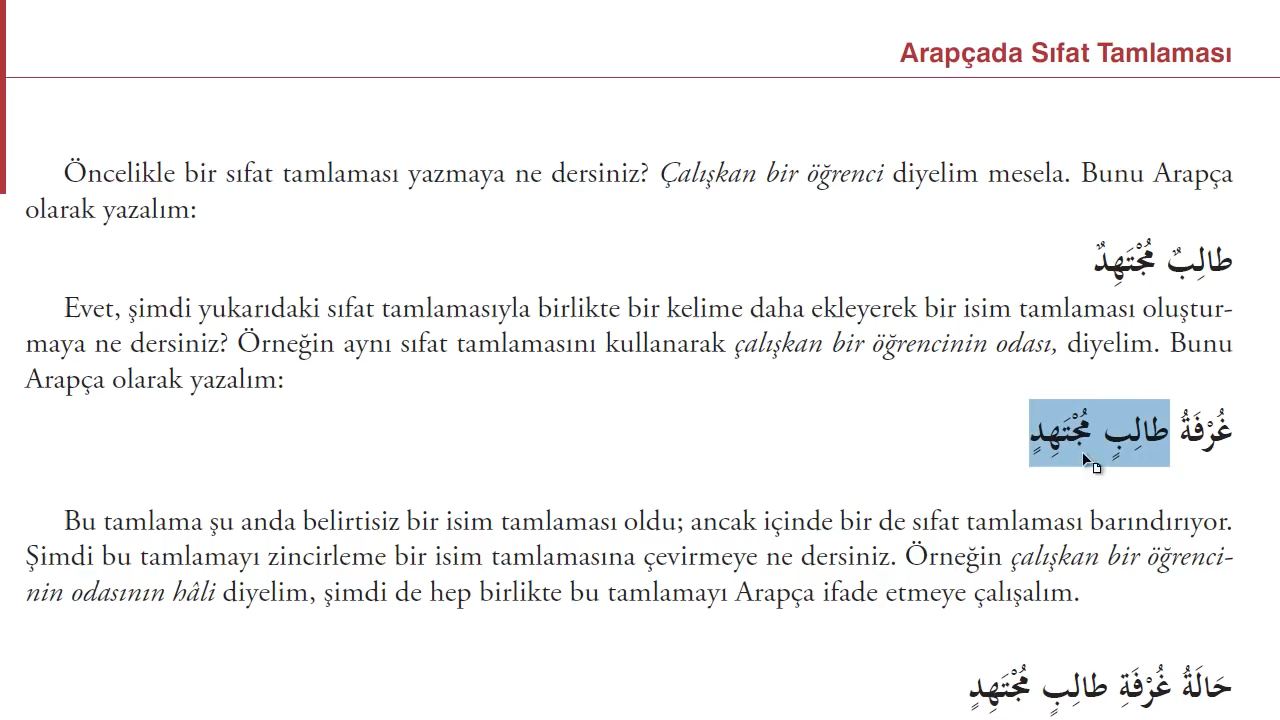 Arapçada Sıfat Tamlaması
Öncelikle bir sıfat tamlaması yazmaya ne dersiniz? Çalışkan bir öğrenci diyelim mesela. Bunu Arapça
olarak yazalım:
طالِبٌ مُجْتَهِدٌ
Evet, şimdi yukarıdaki sıfat tamlamasıyla birlikte bir kelime daha ekleyerek bir isim tamlaması oluştur-
maya ne dersiniz? Örneğin aynı sıfat tamlamasını kullanarak çalışkan bir öğrencinin odası, diyelim. Bunu
Arapça olarak yazalım:
غُرْفَةُ طالِبٍ مُجْتَهِدٍ
Bu tamlama şu anda belirtisiz bir isim tamlaması oldu; ancak içinde bir de sıfat tamlaması barındırıyor.
Şimdi bu tamlamayı zincirleme bir isim tamlamasına çevirmeye ne dersiniz. Örneğin çalışkan bir öğrenci-
nin odasının hâli diyelim, şimdi de hep birlikte bu tamlamayı Arapça ifade etmeye çalışalım.
حَالَةُ غُرْفَةِ طالِبٍ مُجْتَهِدٍ